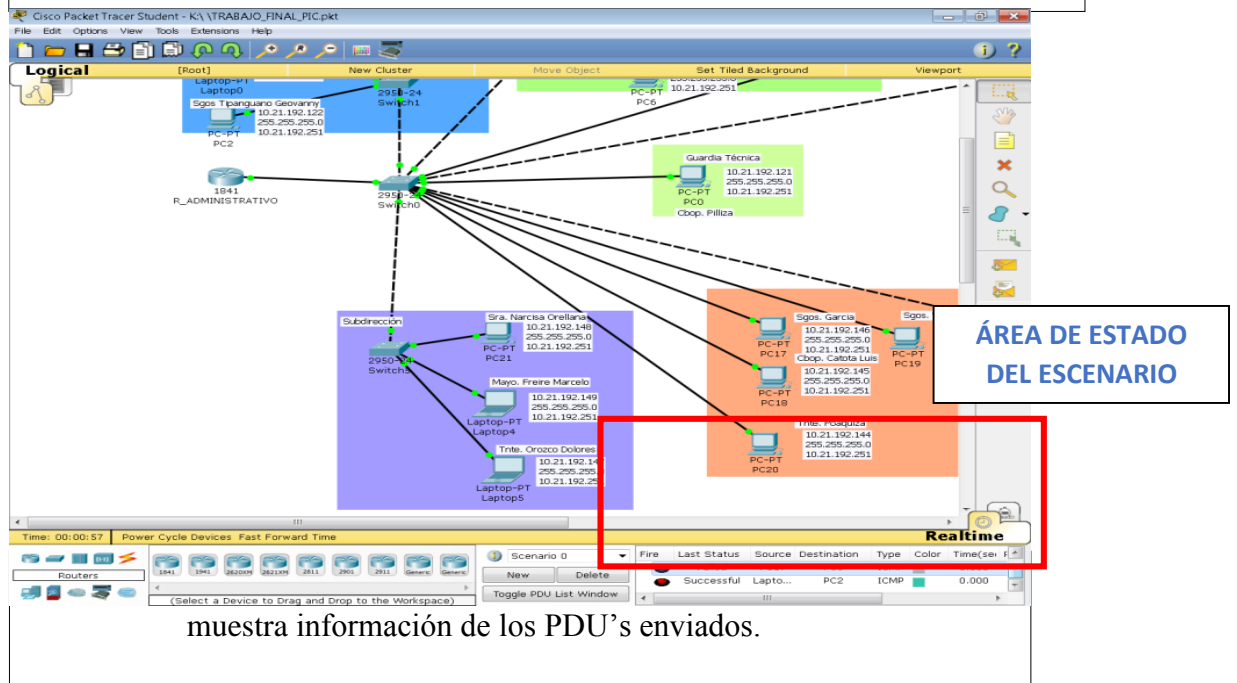 Cisco Packet Tracer Student - K:\ \TRABAJO_FINAL_PIC.pkt
File Edit Options View Tools Extensions Help
Logical [Root] New Cluster Move Object Set Tiled Background Viewport
Laptop-PT
Laptop0
2950-24
Switch1
Sgos Tipanguano Geovanny
10.21.192.122
255.255.255.0
10.21.192.251
PC-PT
PC2
PC-PT
PC6
10.21.192.251
1841
R_ADMINISTRATIVO
Switch0
Guardia Técnica
10.21.192.121
255.255.255.0
10.21.192.251
PC-PT
PC0
Cbop. Pilliza
Subdirección
2950-24
Sra. Narcisa Orellana
10.21.192.148
255.255.255.0
10.21.192.251
PC-PT
PC21
Mayo. Freire Marcelo
10.21.192.149
255.255.255.0
10.21.192.251
Laptop-PT
Laptop4
Tnte. Orozco Dolores
Laptop-PT
Laptop5
Sgos. Garcia
10.21.192.146
255.255.255.0
10.21.192.251
PC-PT
PC17
Sgos.
PC-PT
PC19
Cbop. Catota Luis
10.21.192.145
255.255.255.0
10.21.192.251
PC-PT
PC18
Tnte. Poaquiza
10.21.192.144
255.255.255.0
10.21.192.251
PC-PT
PC20
ÁREA DE ESTADO
DEL ESCENARIO
Time: 00:00:57 Power Cycle Devices Fast Forward Time Realtime
Routers
1841 1941 2620XM 2621XM 2811 2901 2911 Generic Generic
(Select a Device to Drag and Drop to the Workspace)
Scenario 0
New Delete
Toggle PDU List Window
Fire Last Status Source Destination Type Color Time(sec
Successful Lapto... PC2 ICMP 0.000
muestra información de los PDU’s enviados.